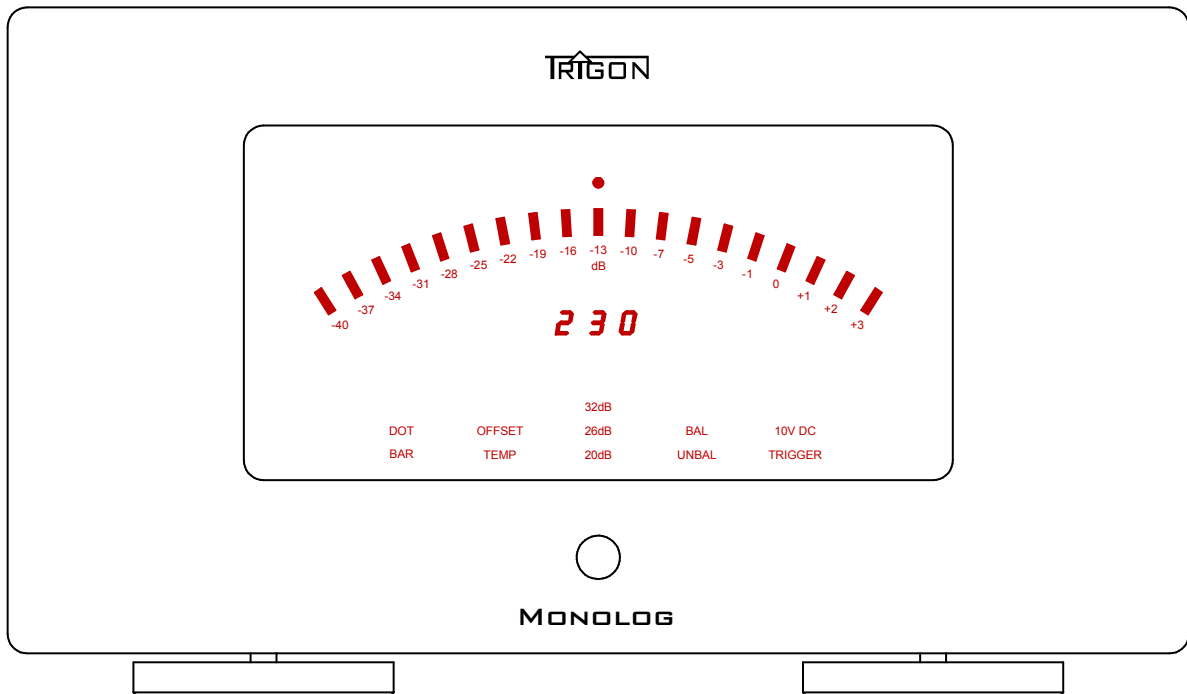 TRIGON
-40 -37 -34 -31 -28 -25 -22 -19 -16 -13 -10 -7 -5 -3 -1 0 +1 +2 +3
dB
230
32dB
DOT OFFSET 26dB BAL 10V DC
BAR TEMP 20dB UNBAL TRIGGER
MONOLOG